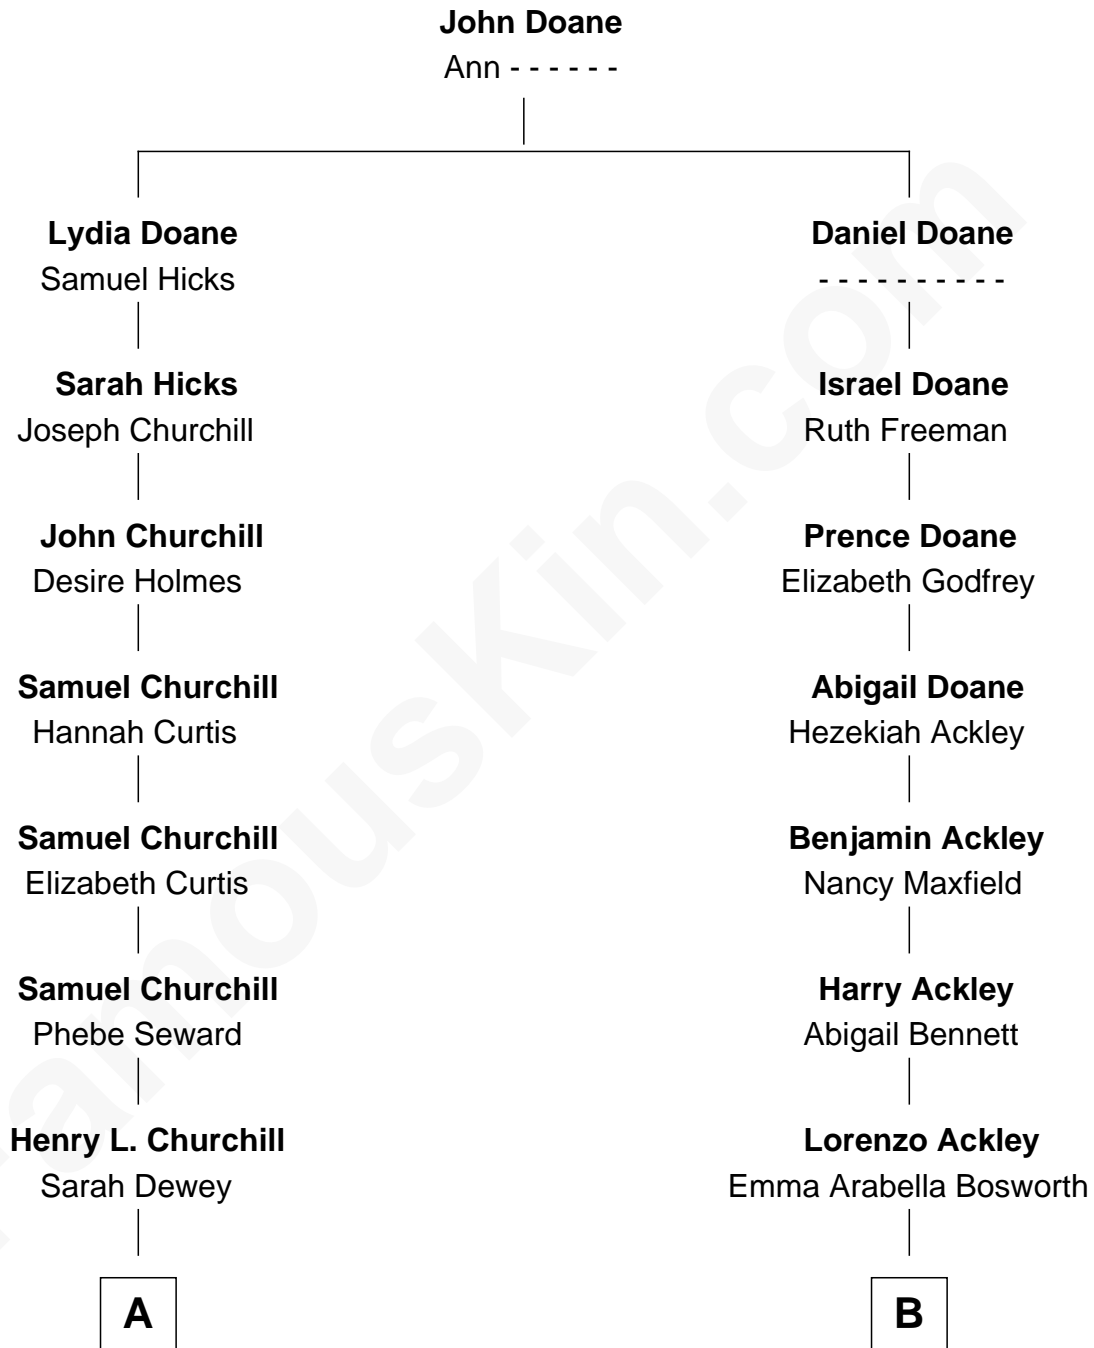 John Doane
Ann - - - - - -
Lydia Doane
Samuel Hicks
Daniel Doane
- - - - - - - - - -
Sarah Hicks
Joseph Churchill
Israel Doane
Ruth Freeman
John Churchill
Desire Holmes
Prence Doane
Elizabeth Godfrey
Samuel Churchill
Hannah Curtis
Abigail Doane
Hezekiah Ackley
Samuel Churchill
Elizabeth Curtis
Benjamin Ackley
Nancy Maxfield
Samuel Churchill
Phebe Seward
Harry Ackley
Abigail Bennett
Henry L. Churchill
Sarah Dewey
Lorenzo Ackley
Emma Arabella Bosworth
A
B
FamousKin.com